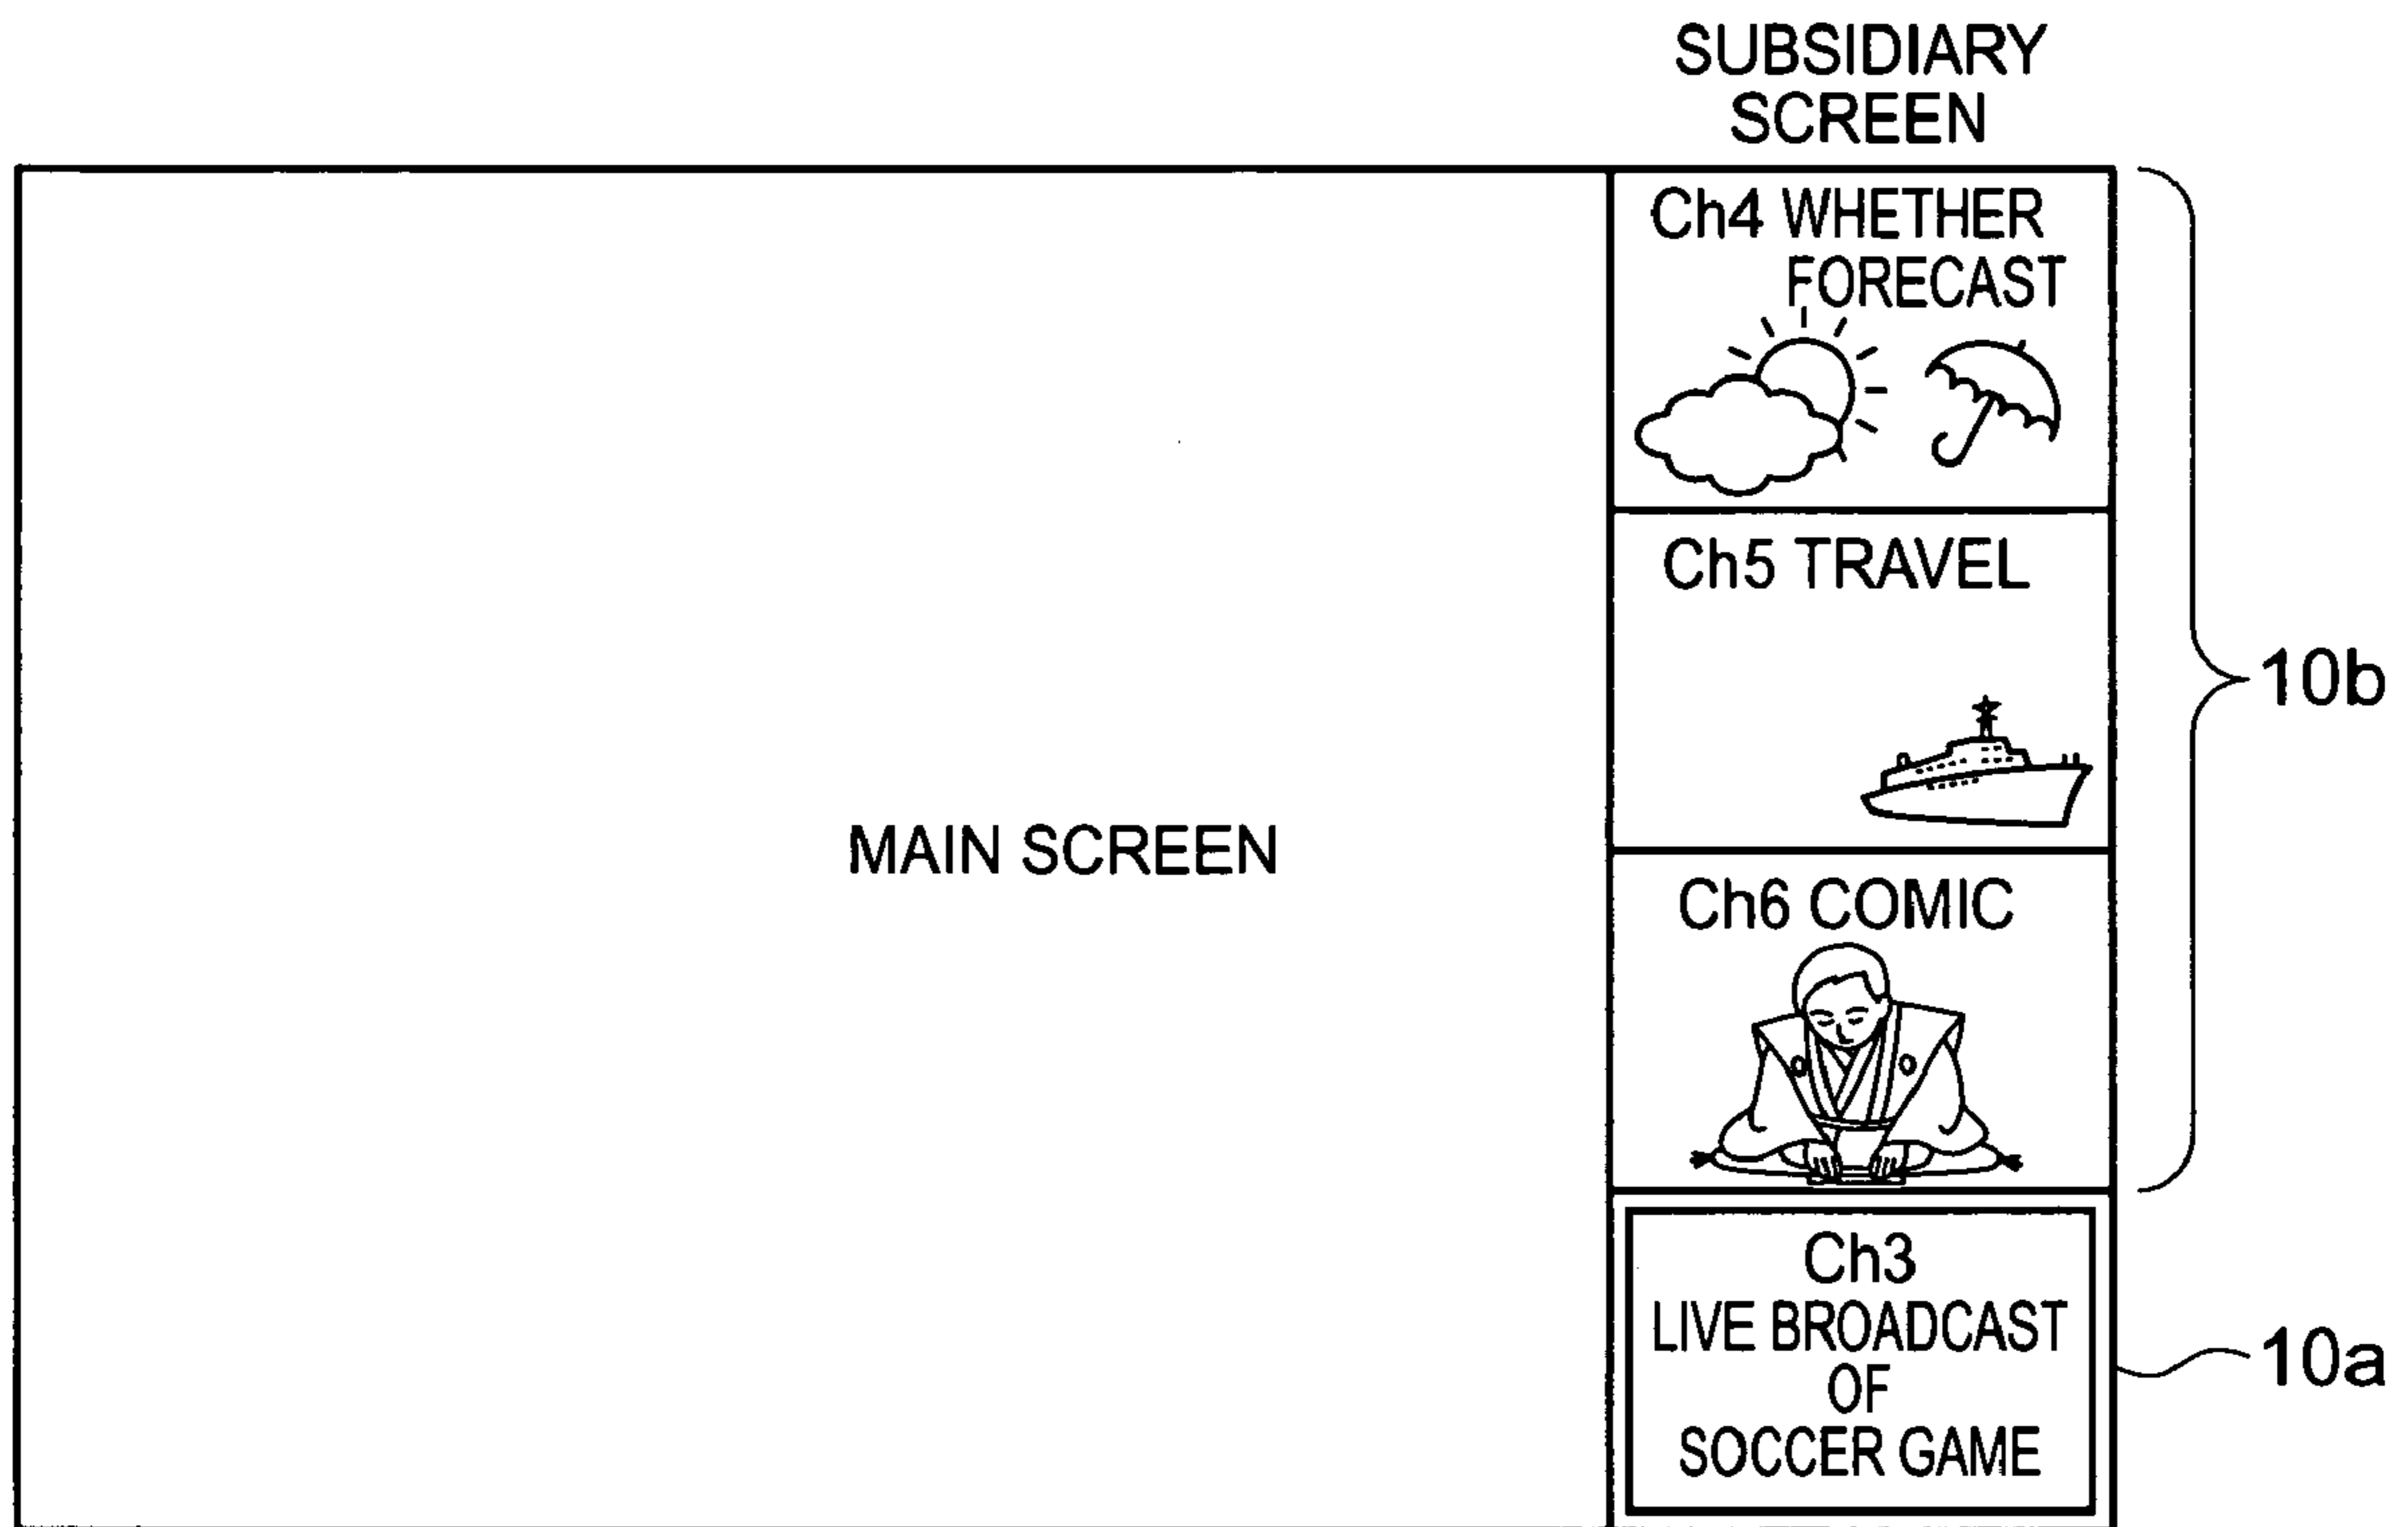 SUBSIDIARY
SCREEN
Ch4 WHETHER
FORECAST
Ch5 TRAVEL
10b
MAIN SCREEN
Ch6 COMIC
Ch3
LIVE BROADCAST
OF
SOCCER GAME
10a